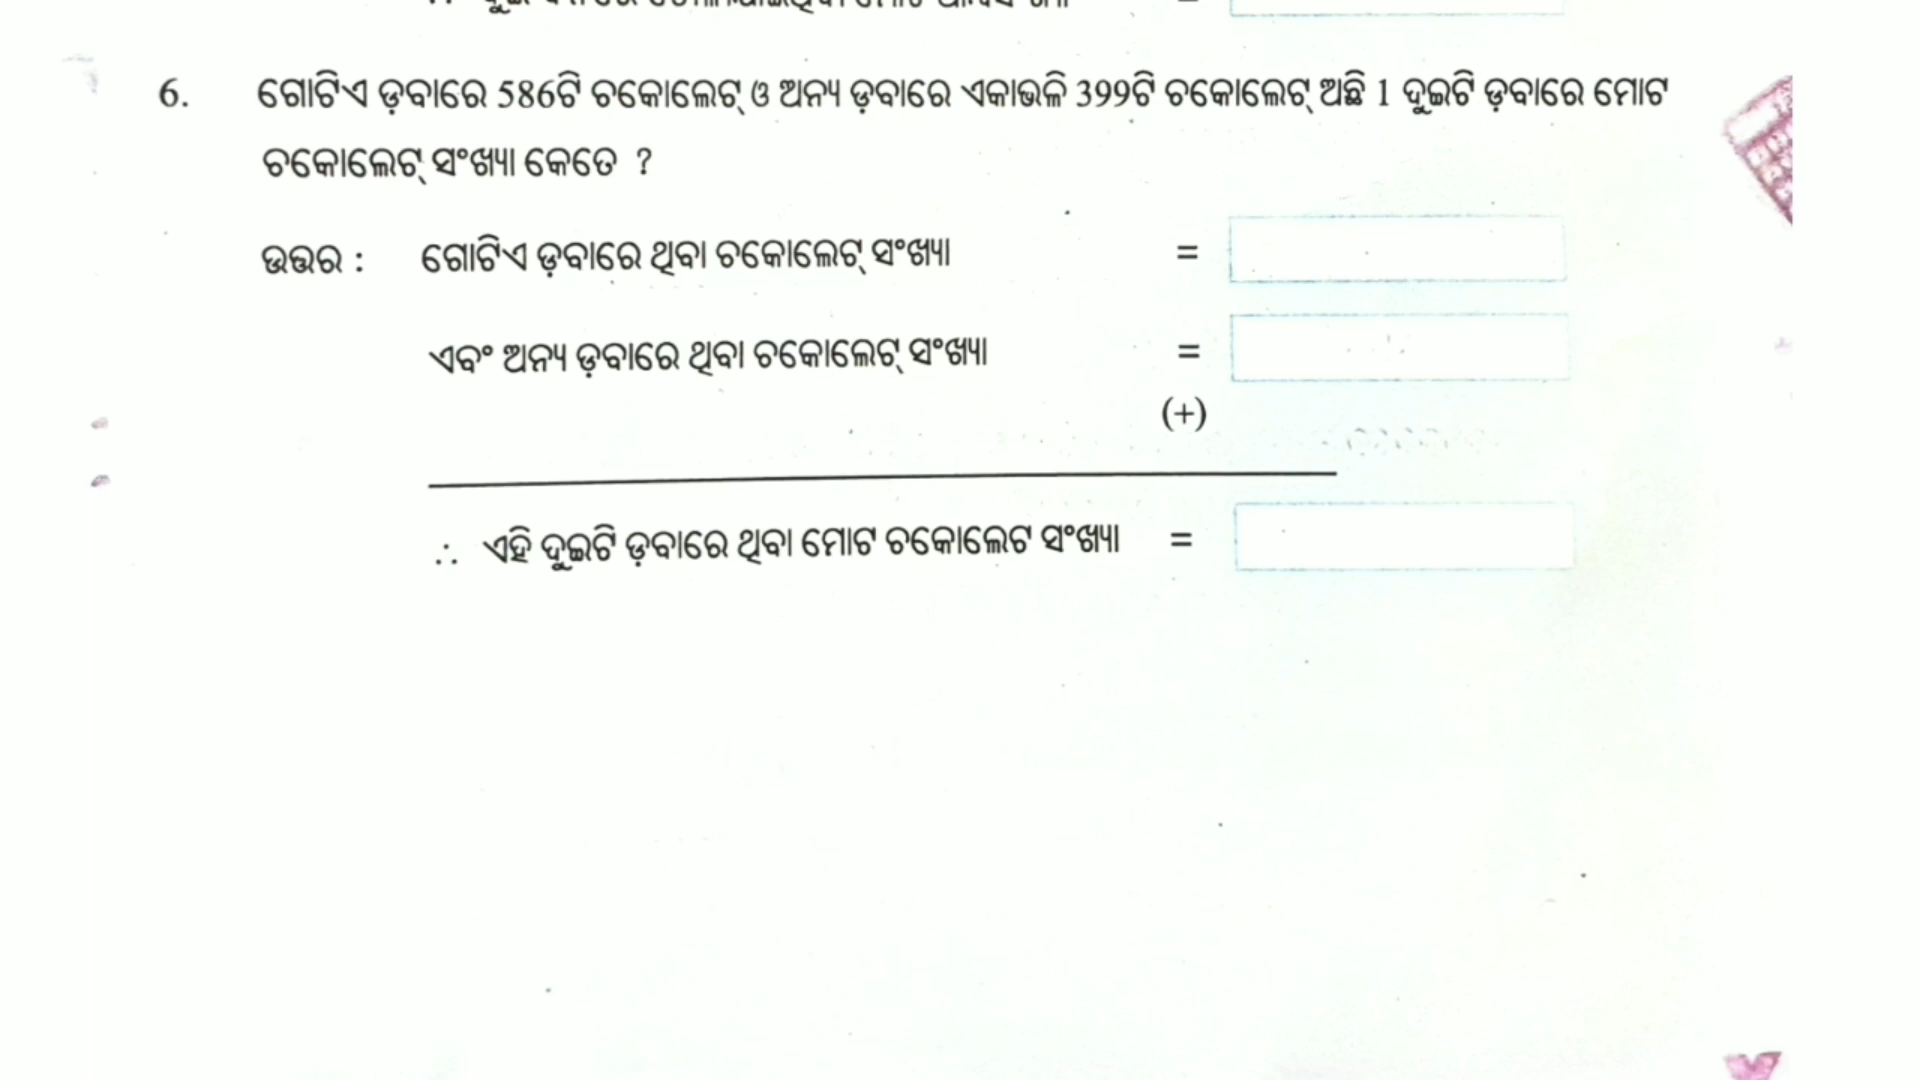 6. ଗୋଟିଏ ଡ଼ବାରେ 586ଟି ଚକୋଲେଟ୍ ଓ ଅନ୍ୟ ଡ଼ବାରେ ଏକାଭଳି 399ଟି ଚକୋଲେଟ୍ ଅଛି 1 ଦୁଇଟି ଡ଼ବାରେ ମୋଟ
ଚକୋଲେଟ୍ ସଂଖ୍ୟା କେତେ ?
ଉତ୍ତର : ଗୋଟିଏ ଡ଼ବାରେ ଥିବା ଚକୋଲେଟ୍ ସଂଖ୍ୟା =
ଏବଂ ଅନ୍ୟ ଡ଼ବାରେ ଥିବା ଚକୋଲେଟ୍ ସଂଖ୍ୟା =
(+)
∴ ଏହି ଦୁଇଟି ଡ଼ବାରେ ଥିବା ମୋଟ ଚକୋଲେଟ ସଂଖ୍ୟା =